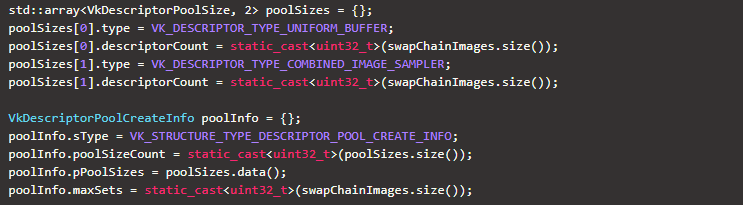 std::array<VkDescriptorPoolSize, 2> poolSizes = {};
poolSizes[0].type = VK_DESCRIPTOR_TYPE_UNIFORM_BUFFER;
poolSizes[0].descriptorCount = static_cast<uint32_t>(swapChainImages.size());
poolSizes[1].type = VK_DESCRIPTOR_TYPE_COMBINED_IMAGE_SAMPLER;
poolSizes[1].descriptorCount = static_cast<uint32_t>(swapChainImages.size());

VkDescriptorPoolCreateInfo poolInfo = {};
poolInfo.sType = VK_STRUCTURE_TYPE_DESCRIPTOR_POOL_CREATE_INFO;
poolInfo.poolSizeCount = static_cast<uint32_t>(poolSizes.size());
poolInfo.pPoolSizes = poolSizes.data();
poolInfo.maxSets = static_cast<uint32_t>(swapChainImages.size());